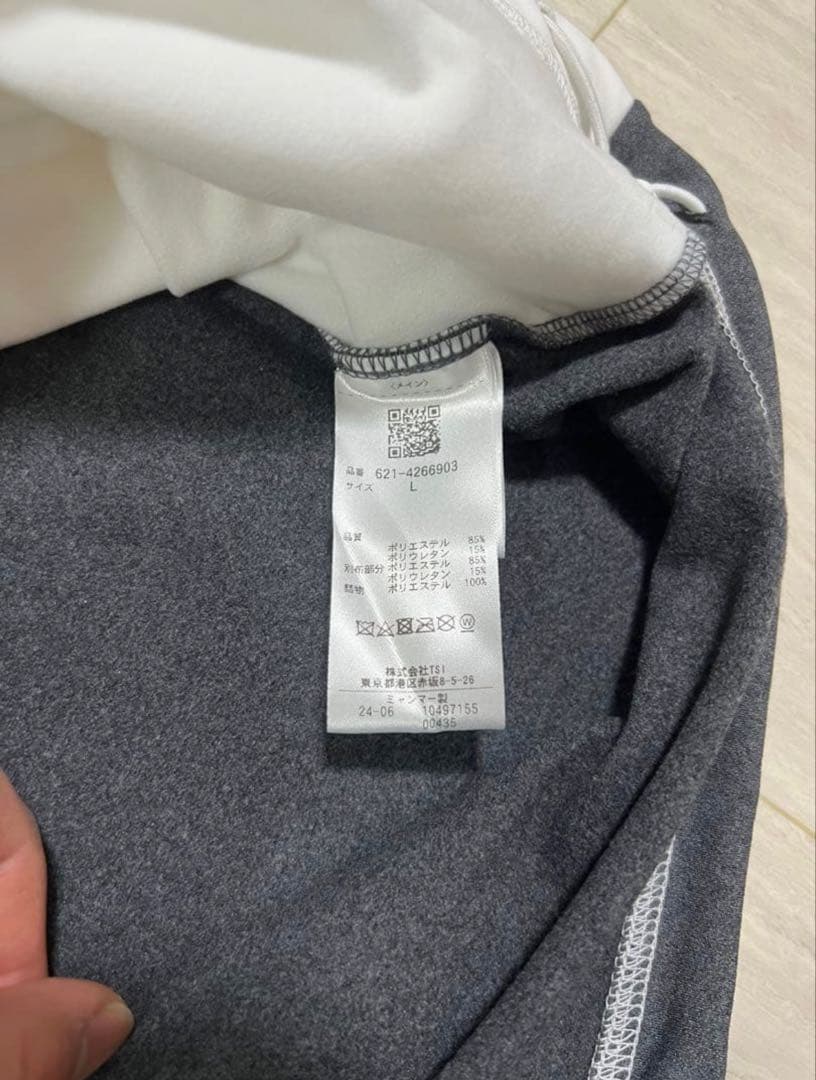 〈メイン〉
品番 621-4266903
サイズ L
品質 ポリエステル 85%
ポリウレタン 15%
別布部分 ポリエステル 85%
ポリウレタン 15%
詰物 ポリエステル 100%
W
株式会社TSI
東京都港区赤坂8-5-26
ミャンマー製
24-06 10497155
00435